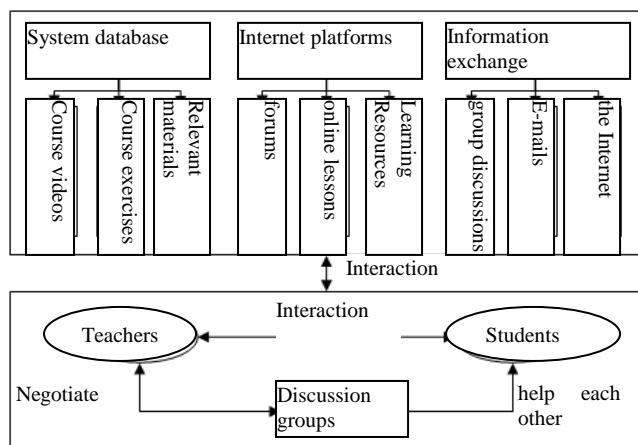 System database
Internet platforms
Information
exchange
Course videos
Course exercises
Relevant
materials
forums
online lessons
Learning
Resources
group discussions
E-mails
the Internet
Interaction
Interaction
Teachers
Students
Negotiate
Discussion
groups
help each
other